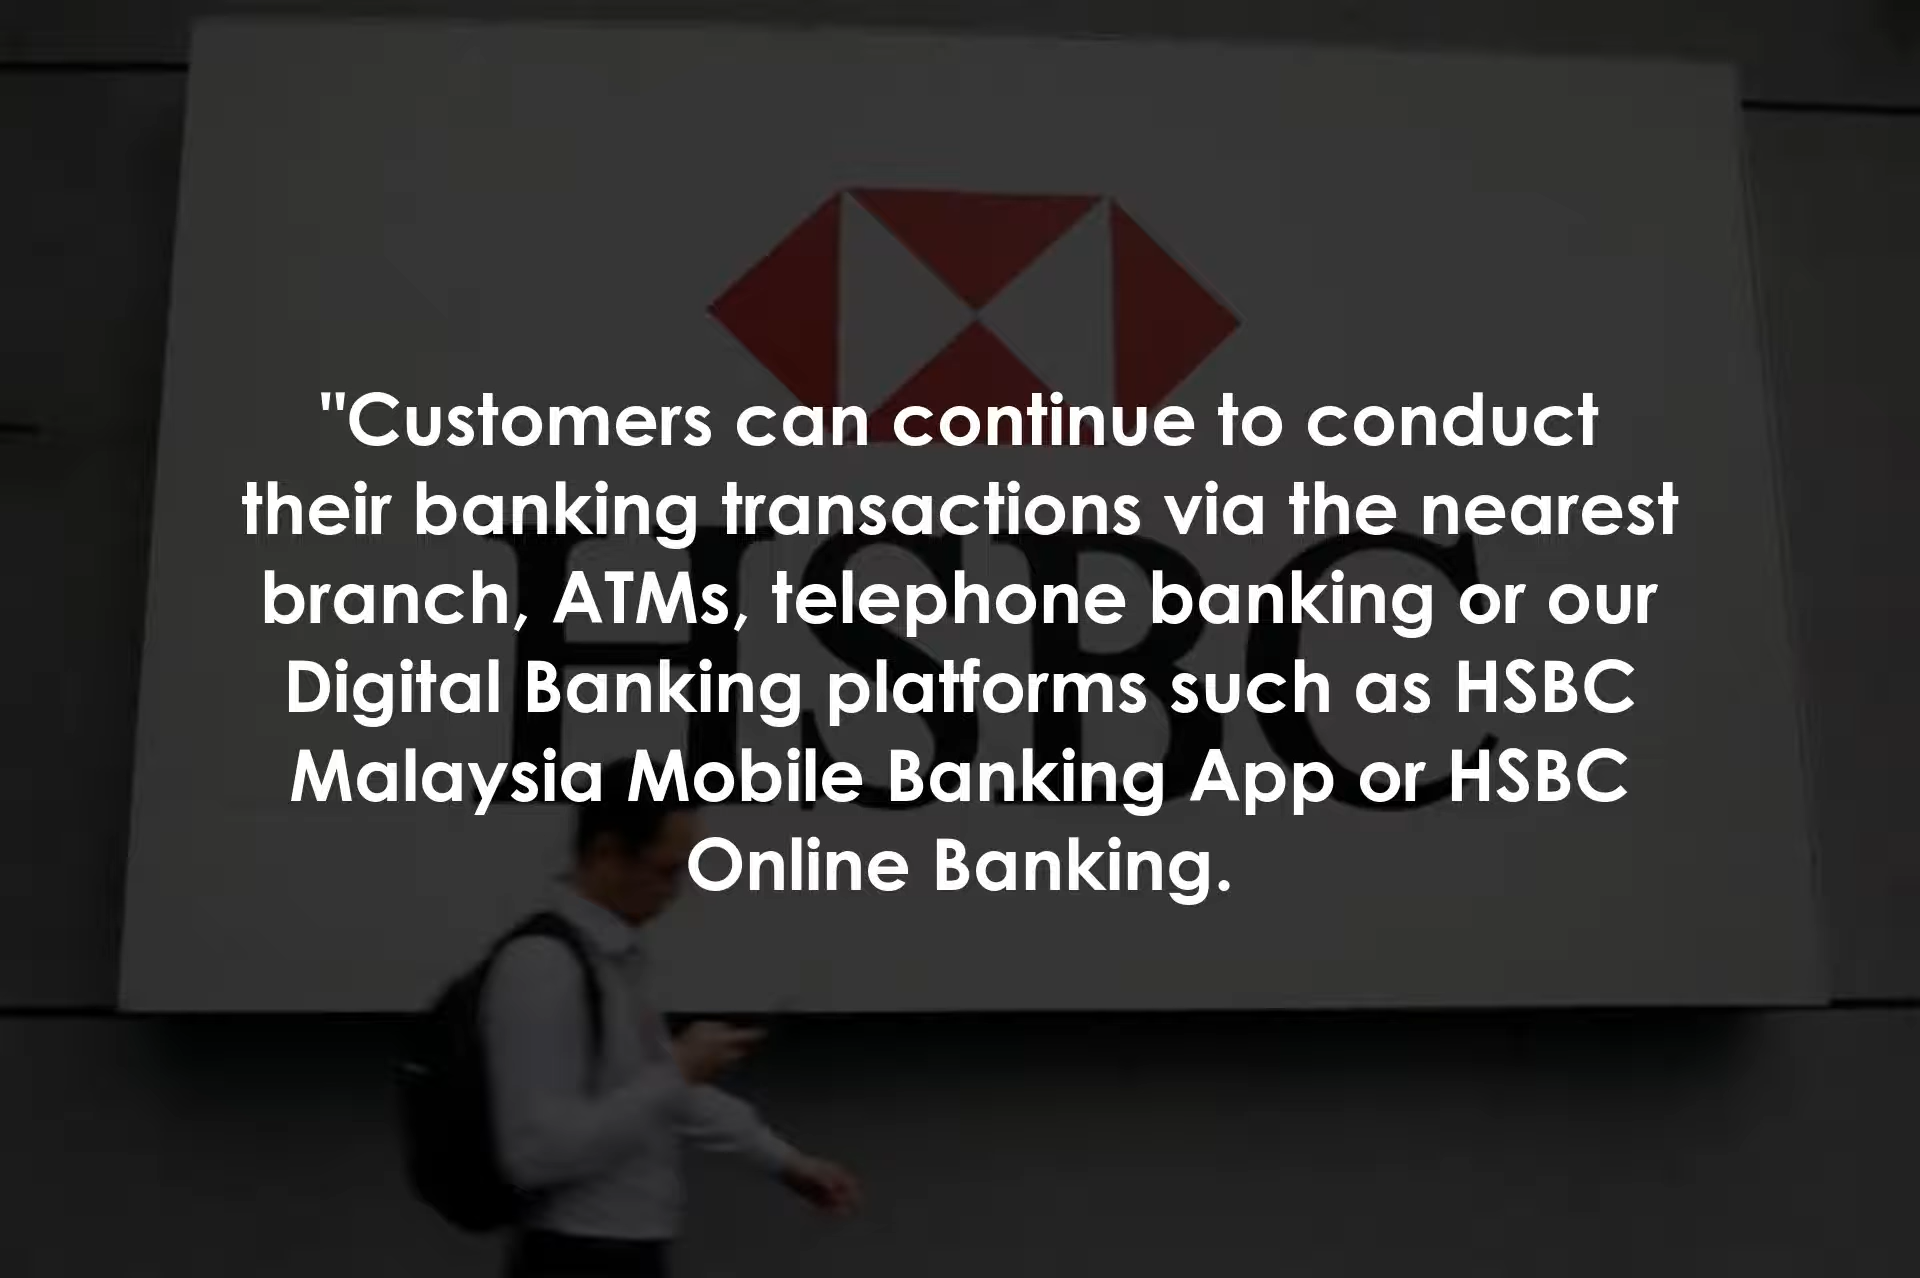 "Customers can continue to conduct
their banking transactions via the nearest
branch, ATMs, telephone banking or our
Digital Banking platforms such as HSBC
Malaysia Mobile Banking App or HSBC
Online Banking.
HSBC